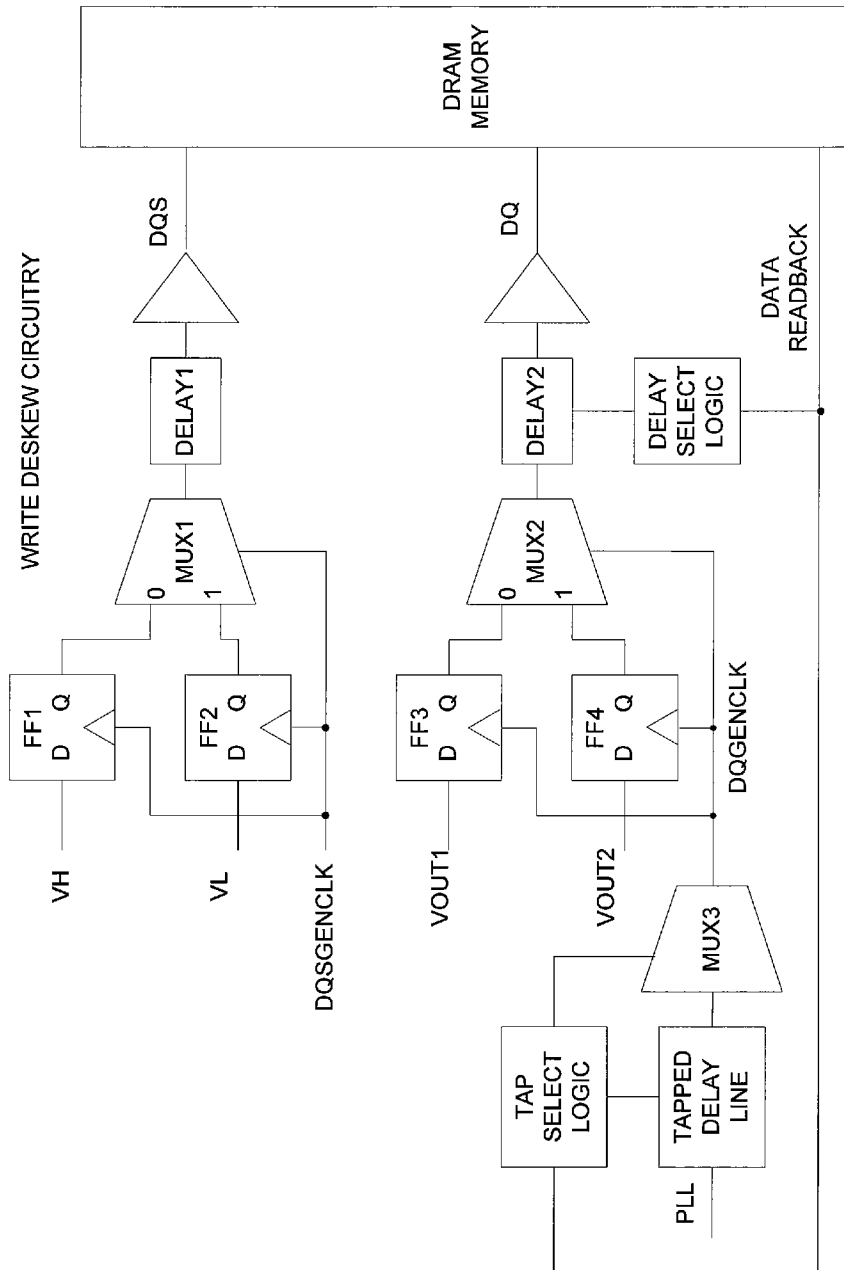 WRITE DESKEW CIRCUITRY
VH
FF1
D Q
VL
FF2
D Q
DQSGENCLK
0
1
MUX1
DELAY1
DQS
DRAM
MEMORY
VOUT1
FF3
D Q
VOUT2
FF4
D Q
DQGENCLK
0
1
MUX2
DELAY2
DQ
DELAY
SELECT
LOGIC
DATA
READBACK
TAP
SELECT
LOGIC
MUX3
PLL
TAPPED
DELAY
LINE